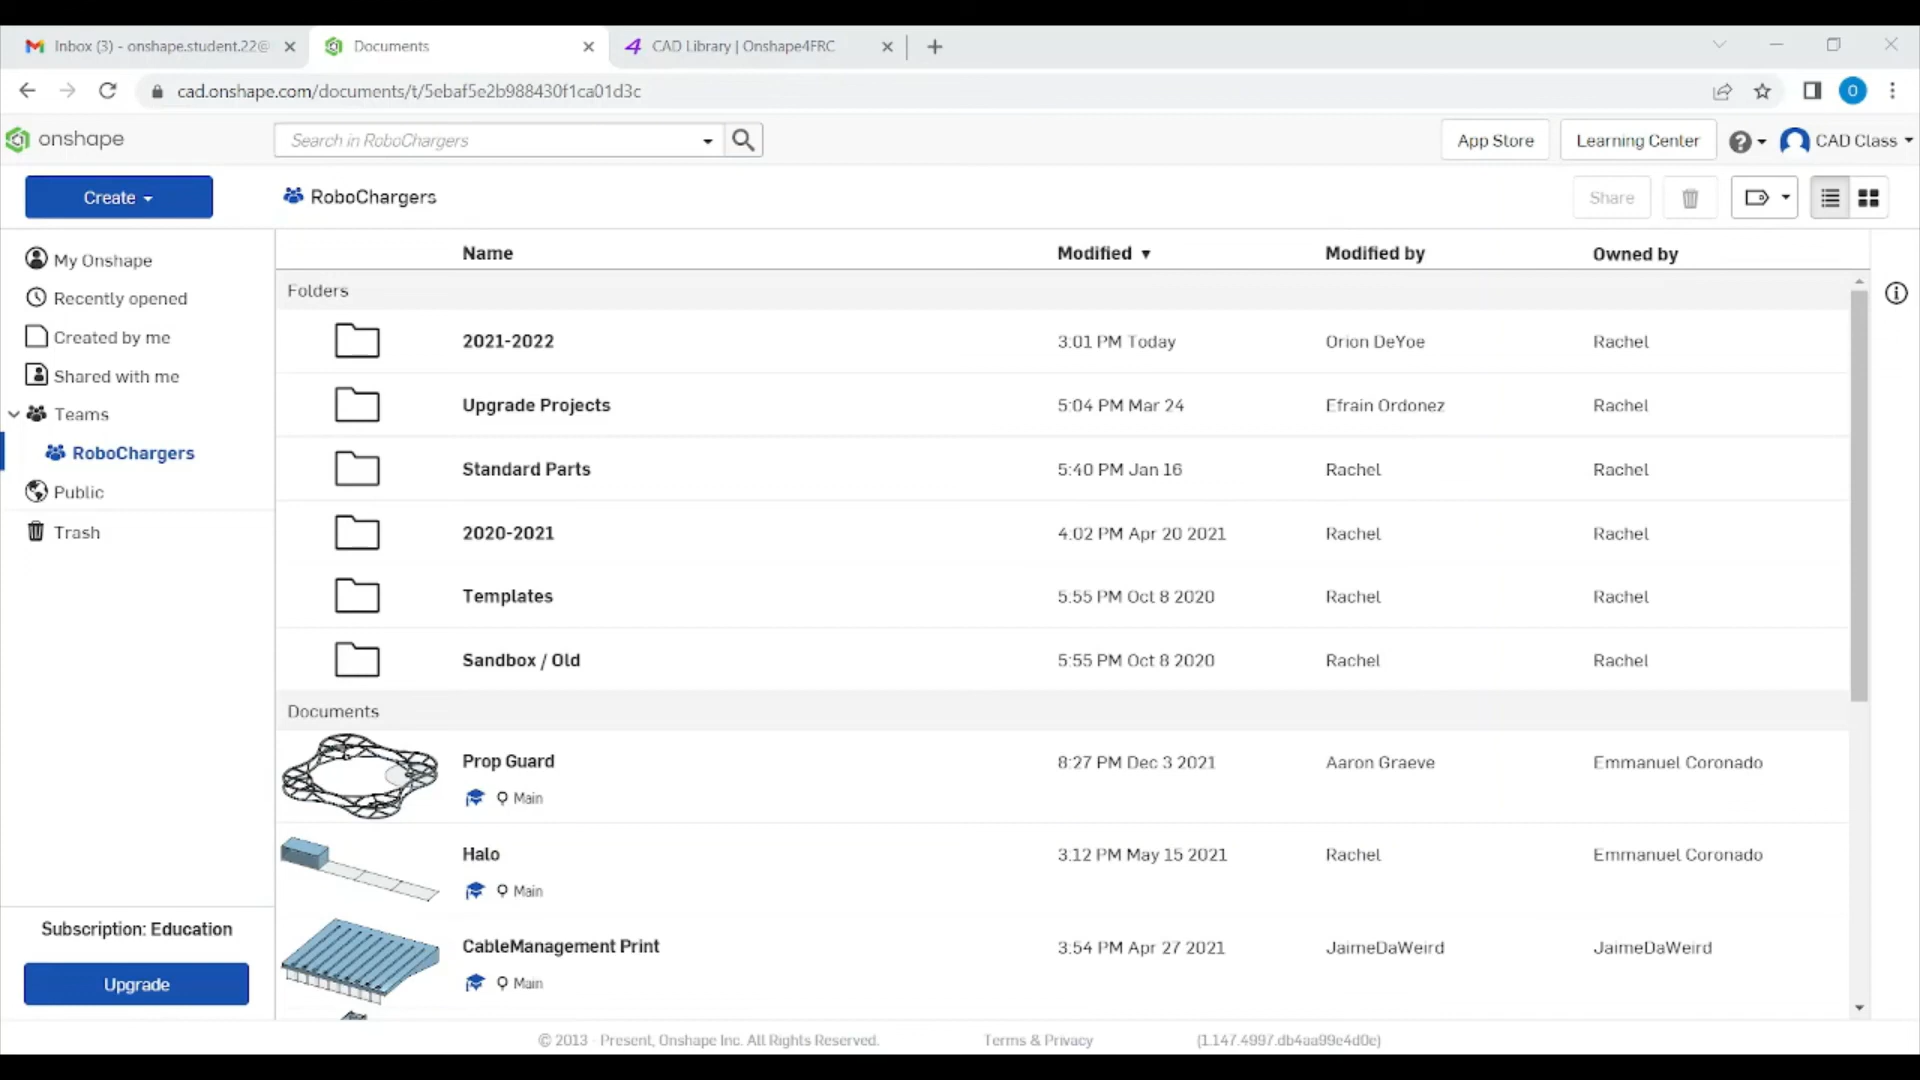 Inbox (3) - onshape.student.22@
Documents
CAD Library | Onshape4FRC
cad.onshape.com/documents/t/5ebaf5e2b988430f1ca01d3c
O
onshape
Search in RoboChargers
App Store
Learning Center
CAD Class
Create
RoboChargers
Share
My Onshape
Recently opened
Created by me
Shared with me
Teams
RoboChargers
Public
Trash
Subscription: Education
Upgrade
Name Modified Modified by Owned by
Folders
2021-2022 3:01 PM Today Orion DeYoe Rachel
Upgrade Projects 5:04 PM Mar 24 Efrain Ordonez Rachel
Standard Parts 5:40 PM Jan 16 Rachel Rachel
2020-2021 4:02 PM Apr 20 2021 Rachel Rachel
Templates 5:55 PM Oct 8 2020 Rachel Rachel
Sandbox / Old 5:55 PM Oct 8 2020 Rachel Rachel
Documents
Prop Guard 8:27 PM Dec 3 2021 Aaron Graeve Emmanuel Coronado
Main
Halo 3:12 PM May 15 2021 Rachel Emmanuel Coronado
Main
CableManagement Print 3:54 PM Apr 27 2021 JaimeDaWeird JaimeDaWeird
Main
© 2013 - Present, Onshape Inc. All Rights Reserved. Terms & Privacy (1.147.4997.db4aa99e4d0e)